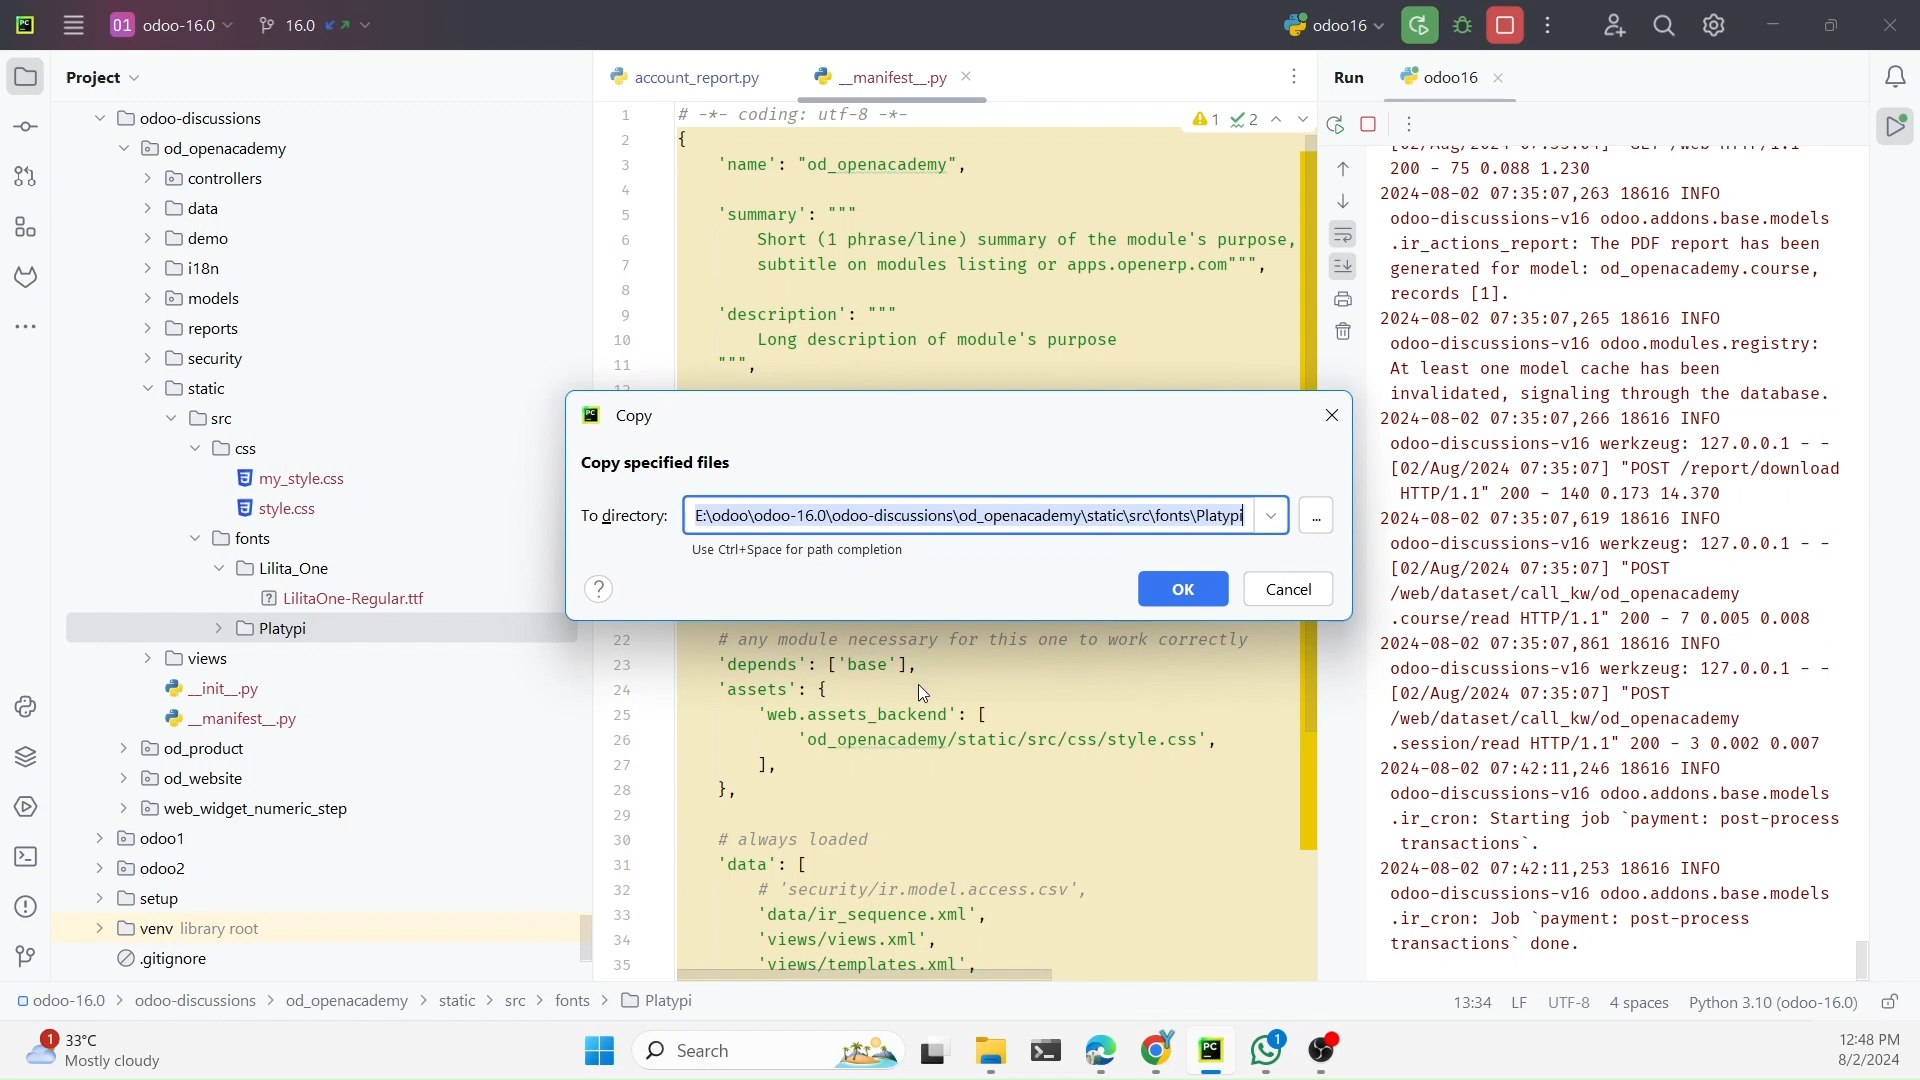 01 odoo-16.0 16.0 odoo16
Project
account_report.py __manifest__.py
Run odoo16
odoo-discussions
od_openacademy
controllers
data
demo
i18n
models
reports
security
static
src
css
my_style.css
style.css
fonts
Lilita_One
LilitaOne-Regular.ttf
Platypi
views
__init__.py
__manifest__.py
od_product
od_website
web_widget_numeric_step
odoo1
odoo2
setup
venv library root
.gitignore
1 # -*- coding: utf-8 -*-
1 2
2 {
3 'name': "od_openacademy",
4
5 'summary': """
6 Short (1 phrase/line) summary of the module's purpose,
7 subtitle on modules listing or apps.openerp.com""",
8
9 'description': """
10 Long description of module's purpose
11 """,
Copy
Copy specified files
To directory: E:\odoo\odoo-16.0\odoo-discussions\od_openacademy\static\src\fonts\Platypi ...
Use Ctrl+Space for path completion
? OK Cancel
22 # any module necessary for this one to work correctly
23 'depends': ['base'],
24 'assets': {
25 'web.assets_backend': [
26 'od_openacademy/static/src/css/style.css',
27 ],
28 },
29
30 # always loaded
31 'data': [
32 # 'security/ir.model.access.csv',
33 'data/ir_sequence.xml',
34 'views/views.xml',
35 'views/templates.xml',
200 - 75 0.088 1.230
2024-08-02 07:35:07,263 18616 INFO
odoo-discussions-v16 odoo.addons.base.models
.ir_actions_report: The PDF report has been
generated for model: od_openacademy.course,
records [1].
2024-08-02 07:35:07,265 18616 INFO
odoo-discussions-v16 odoo.modules.registry:
At least one model cache has been
invalidated, signaling through the database.
2024-08-02 07:35:07,266 18616 INFO
odoo-discussions-v16 werkzeug: 127.0.0.1 - -
[02/Aug/2024 07:35:07] "POST /report/download
HTTP/1.1" 200 - 140 0.173 14.370
2024-08-02 07:35:07,619 18616 INFO
odoo-discussions-v16 werkzeug: 127.0.0.1 - -
[02/Aug/2024 07:35:07] "POST
/web/dataset/call_kw/od_openacademy
.course/read HTTP/1.1" 200 - 7 0.005 0.008
2024-08-02 07:35:07,861 18616 INFO
odoo-discussions-v16 werkzeug: 127.0.0.1 - -
[02/Aug/2024 07:35:07] "POST
/web/dataset/call_kw/od_openacademy
.session/read HTTP/1.1" 200 - 3 0.002 0.007
2024-08-02 07:42:11,246 18616 INFO
odoo-discussions-v16 odoo.addons.base.models
.ir_cron: Starting job `payment: post-process
transactions`.
2024-08-02 07:42:11,253 18616 INFO
odoo-discussions-v16 odoo.addons.base.models
.ir_cron: Job `payment: post-process
transactions` done.
odoo-16.0 > odoo-discussions > od_openacademy > static > src > fonts > Platypi
13:34 LF UTF-8 4 spaces Python 3.10 (odoo-16.0)
1 33°C
Mostly cloudy
Search
1
12:48 PM
8/2/2024